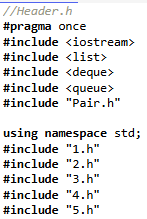 //Header.h
#pragma once
#include <iostream>
#include <list>
#include <deque>
#include <queue>
#include "Pair.h"
using namespace std;
#include "1.h"
#include "2.h"
#include "3.h"
#include "4.h"
#include "5.h"